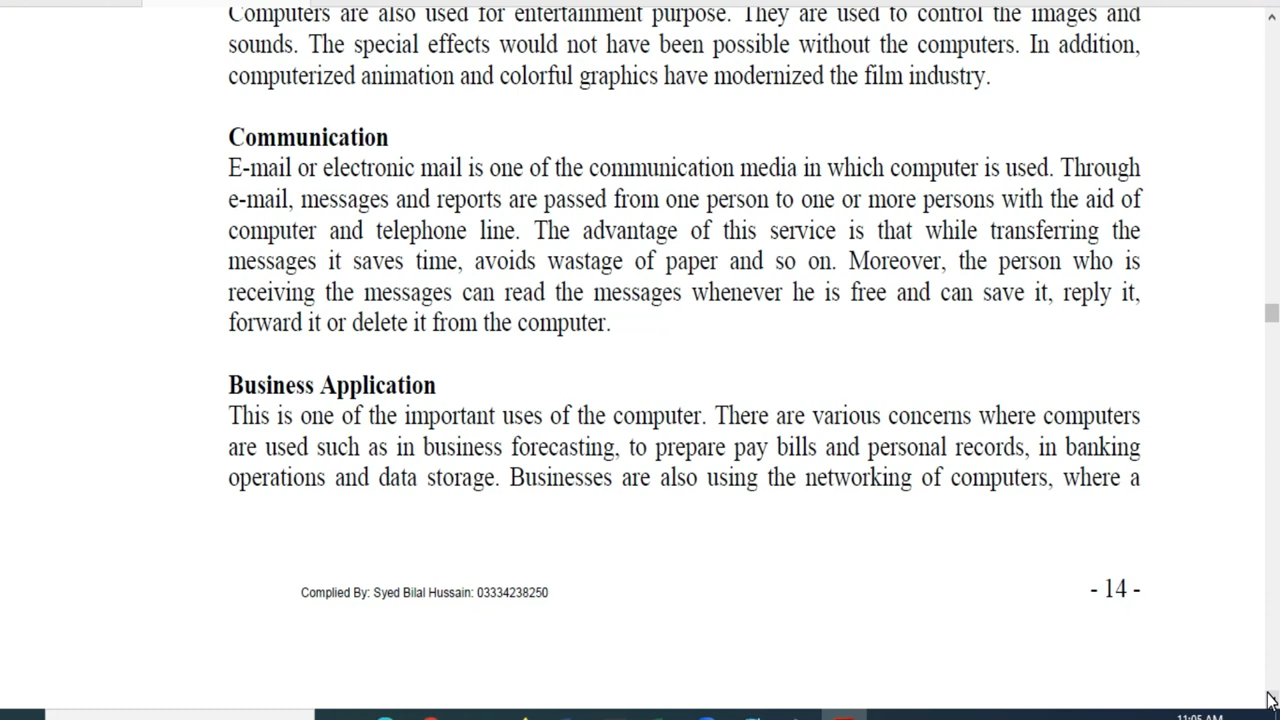 Computers are also used for entertainment purpose. They are used to control the images and
sounds. The special effects would not have been possible without the computers. In addition,
computerized animation and colorful graphics have modernized the film industry.
Communication
E-mail or electronic mail is one of the communication media in which computer is used. Through
e-mail, messages and reports are passed from one person to one or more persons with the aid of
computer and telephone line. The advantage of this service is that while transferring the
messages it saves time, avoids wastage of paper and so on. Moreover, the person who is
receiving the messages can read the messages whenever he is free and can save it, reply it,
forward it or delete it from the computer.
Business Application
This is one of the important uses of the computer. There are various concerns where computers
are used such as in business forecasting, to prepare pay bills and personal records, in banking
operations and data storage. Businesses are also using the networking of computers, where a
Complied By: Syed Bilal Hussain: 03334238250
- 14 -
11:05 AM